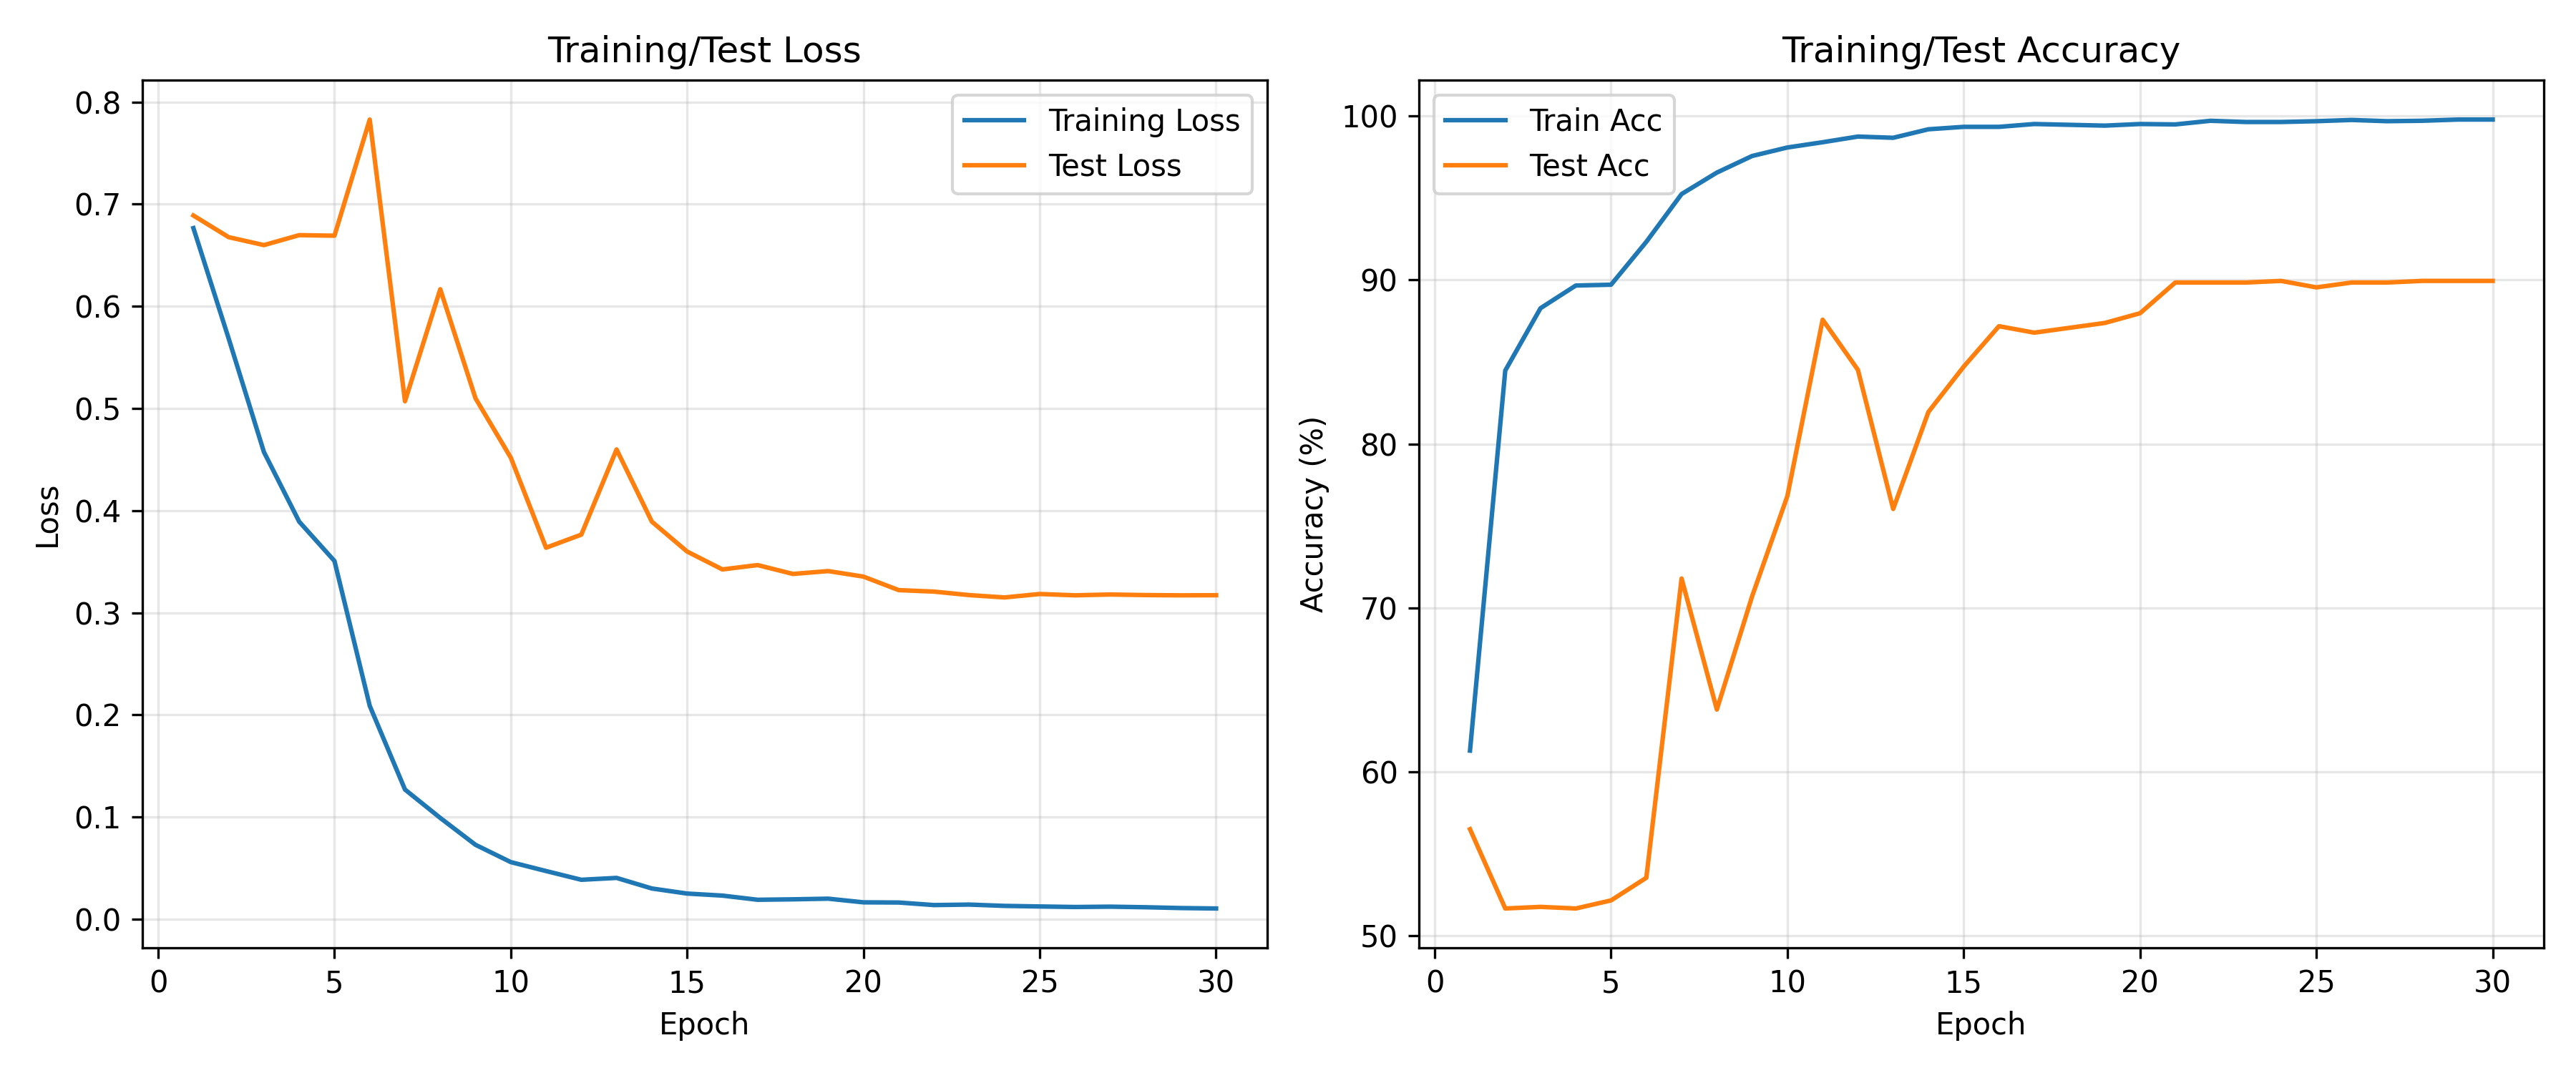 Training/Test Loss
Training Loss
Test Loss
0.8
0.7
0.6
0.5
0.4
0.3
0.2
0.1
0.0
Loss
0 5 10 15 20 25 30
Epoch
Training/Test Accuracy
Train Acc
Test Acc
100
90
80
70
60
50
Accuracy (%)
0 5 10 15 20 25 30
Epoch